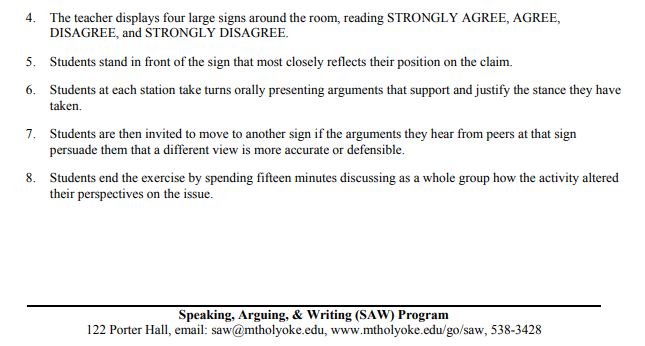 4. The teacher displays four large signs around the room, reading STRONGLY AGREE, AGREE,
DISAGREE, and STRONGLY DISAGREE.
5. Students stand in front of the sign that most closely reflects their position on the claim.
6. Students at each station take turns orally presenting arguments that support and justify the stance they have
taken.
7. Students are then invited to move to another sign if the arguments they hear from peers at that sign
persuade them that a different view is more accurate or defensible.
8. Students end the exercise by spending fifteen minutes discussing as a whole group how the activity altered
their perspectives on the issue.
Speaking, Arguing, & Writing (SAW) Program
122 Porter Hall, email: saw@mtholyoke.edu, www.mtholyoke.edu/go/saw, 538-3428